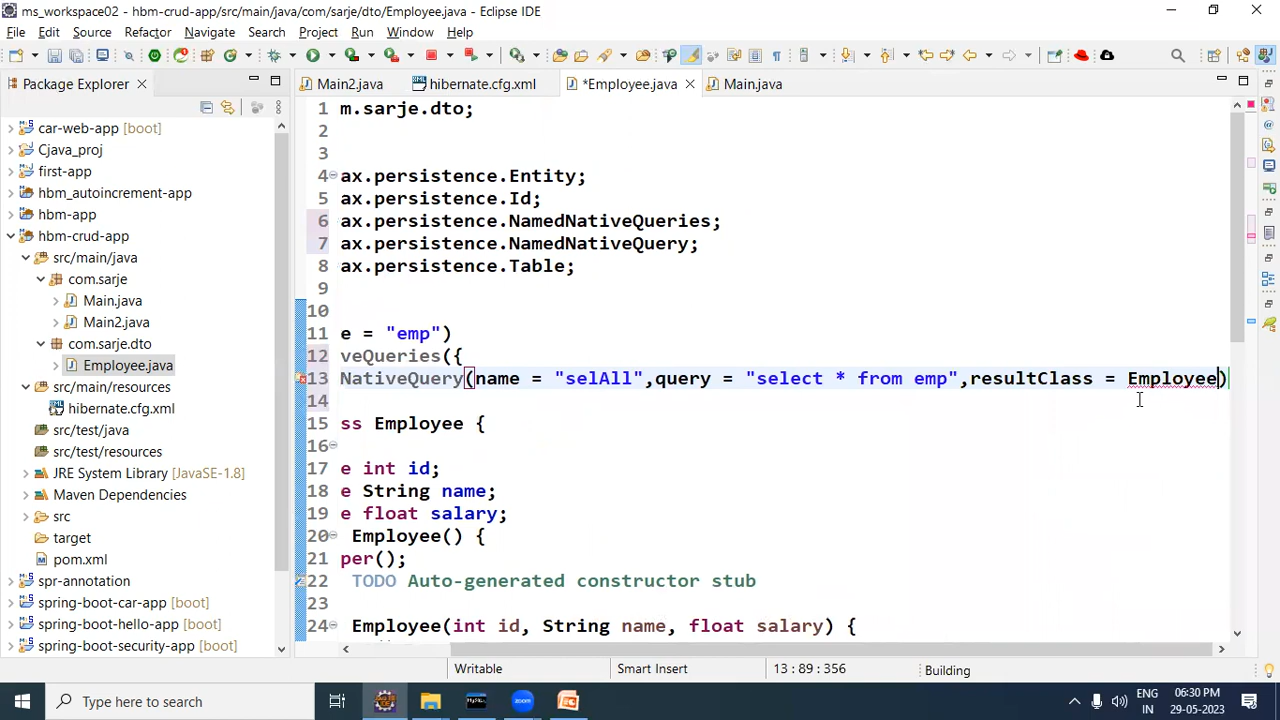 ms_workspace02 - hbm-crud-app/src/main/java/com/sarje/dto/Employee.java - Eclipse IDE
File Edit Source Refactor Navigate Search Project Run Window Help
Package Explorer
Main2.java hibernate.cfg.xml *Employee.java Main.java
car-web-app [boot]
Cjava_proj
first-app
hbm_autoincrement-app
hbm-app
hbm-crud-app
src/main/java
com.sarje
Main.java
Main2.java
com.sarje.dto
Employee.java
src/main/resources
hibernate.cfg.xml
src/test/java
src/test/resources
JRE System Library [JavaSE-1.8]
Maven Dependencies
src
target
pom.xml
spr-annotation
spring-boot-car-app [boot]
spring-boot-hello-app [boot]
spring-boot-security-app [boot]
1 m.sarje.dto;
2
3
4 ax.persistence.Entity;
5 ax.persistence.Id;
6 ax.persistence.NamedNativeQueries;
7 ax.persistence.NamedNativeQuery;
8 ax.persistence.Table;
9
10
11 e = "emp")
12 veQueries({
13 NativeQuery(name = "selAll",query = "select * from emp",resultClass = Employee)
14
15 ss Employee {
16
17 e int id;
18 e String name;
19 e float salary;
20 Employee() {
21 per();
22 TODO Auto-generated constructor stub
23
24 Employee(int id, String name, float salary) {
Writable Smart Insert 13 : 89 : 356 Building
Type here to search
ENG
IN
06:30 PM
29-05-2023